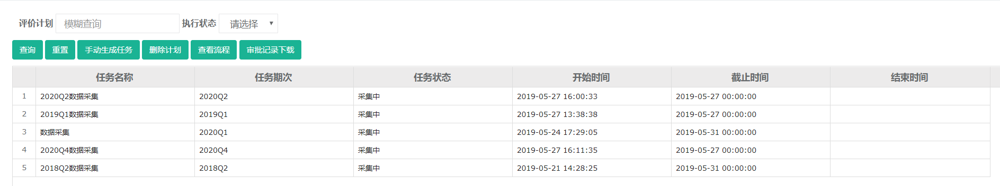 评价计划 模糊查询 执行状态 请选择
查询 重置 手动生成任务 删除计划 查看流程 审批记录下载
任务名称 任务期次 任务状态 开始时间 截止时间 结束时间
1 2020Q2数据采集 2020Q2 采集中 2019-05-27 16:00:33 2019-05-27 00:00:00
2 2019Q1数据采集 2019Q1 采集中 2019-05-27 13:38:38 2019-05-27 00:00:00
3 数据采集 2020Q1 采集中 2019-05-24 17:29:05 2019-05-31 00:00:00
4 2020Q4数据采集 2020Q4 采集中 2019-05-27 16:11:35 2019-05-27 00:00:00
5 2018Q2数据采集 2018Q2 采集中 2019-05-21 14:28:25 2019-05-31 00:00:00